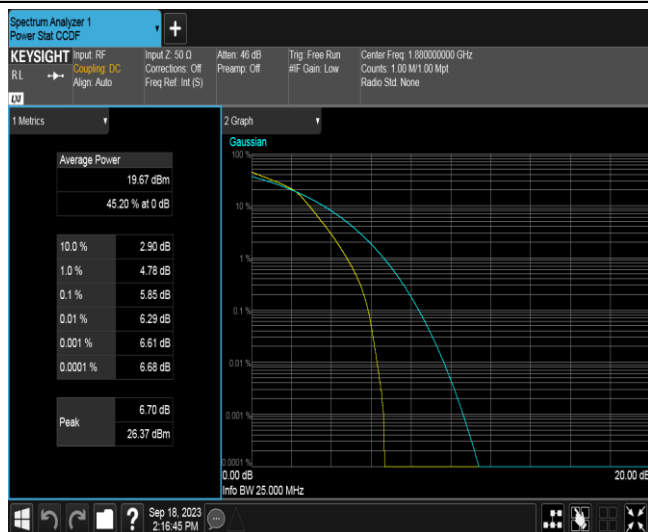 Spectrum Analyzer 1
Power Stat CCDF
+
KEYSIGHT
RL
LXI
Input: RF
Coupling: DC
Align: Auto
Input Z: 50 Ω
Corrections: Off
Freq Ref: Int (S)
Atten: 46 dB
Preamp: Off
Trig: Free Run
#IF Gain: Low
Center Freq: 1.880000000 GHz
Counts: 1.00 M/1.00 Mpt
Radio Std: None
1 Metrics
Average Power
19.67 dBm
45.20 % at 0 dB
10.0 % 2.90 dB
1.0 % 4.78 dB
0.1 % 5.85 dB
0.01 % 6.29 dB
0.001 % 6.61 dB
0.0001 % 6.68 dB
Peak
6.70 dB
26.37 dBm
2 Graph
Gaussian
100 %
10 %
1 %
0.1 %
0.01 %
0.001 %
0.0001 %
0.00 dB
20.00 dB
Info BW 25.000 MHz
?
Sep 18, 2023
2:16:45 PM